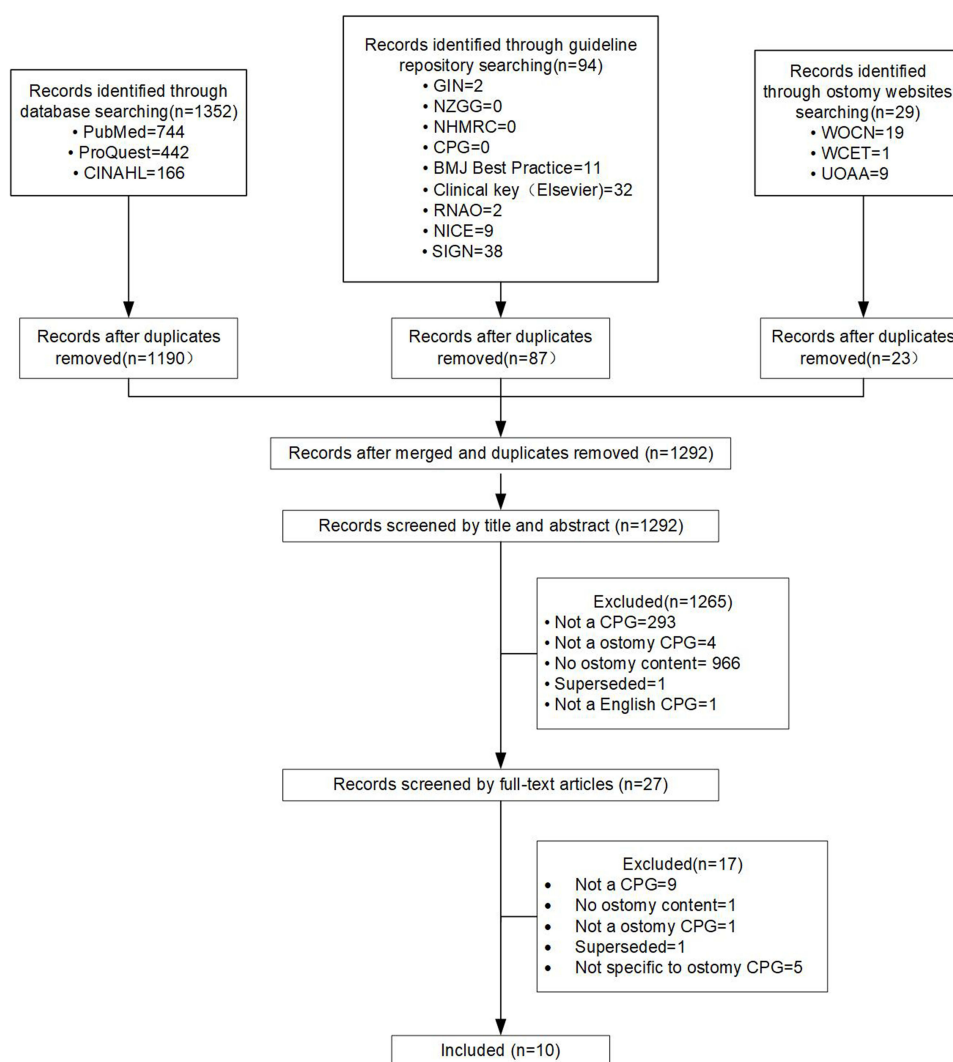 Records identified through
database searching(n=1352)
• PubMed=744
• ProQuest=442
• CINAHL=166
Records identified through guideline
repository searching(n=94)
• GIN=2
• NZGG=0
• NHMRC=0
• CPG=0
• BMJ Best Practice=11
• Clinical key（Elsevier)=32
• RNAO=2
• NICE=9
• SIGN=38
Records identified
through ostomy websites
searching(n=29)
• WOCN=19
• WCET=1
• UOAA=9
Records after duplicates
removed(n=1190）
Records after duplicates
removed(n=87）
Records after duplicates
removed(n=23）
Records after merged and duplicates removed (n=1292)
Records screened by title and abstract (n=1292)
Excluded(n=1265)
• Not a CPG=293
• Not a ostomy CPG=4
• No ostomy content= 966
• Superseded=1
• Not a English CPG=1
Records screened by full-text articles (n=27)
Excluded(n=17)
• Not a CPG=9
• No ostomy content=1
• Not a ostomy CPG=1
• Superseded=1
• Not specific to ostomy CPG=5
Included (n=10)